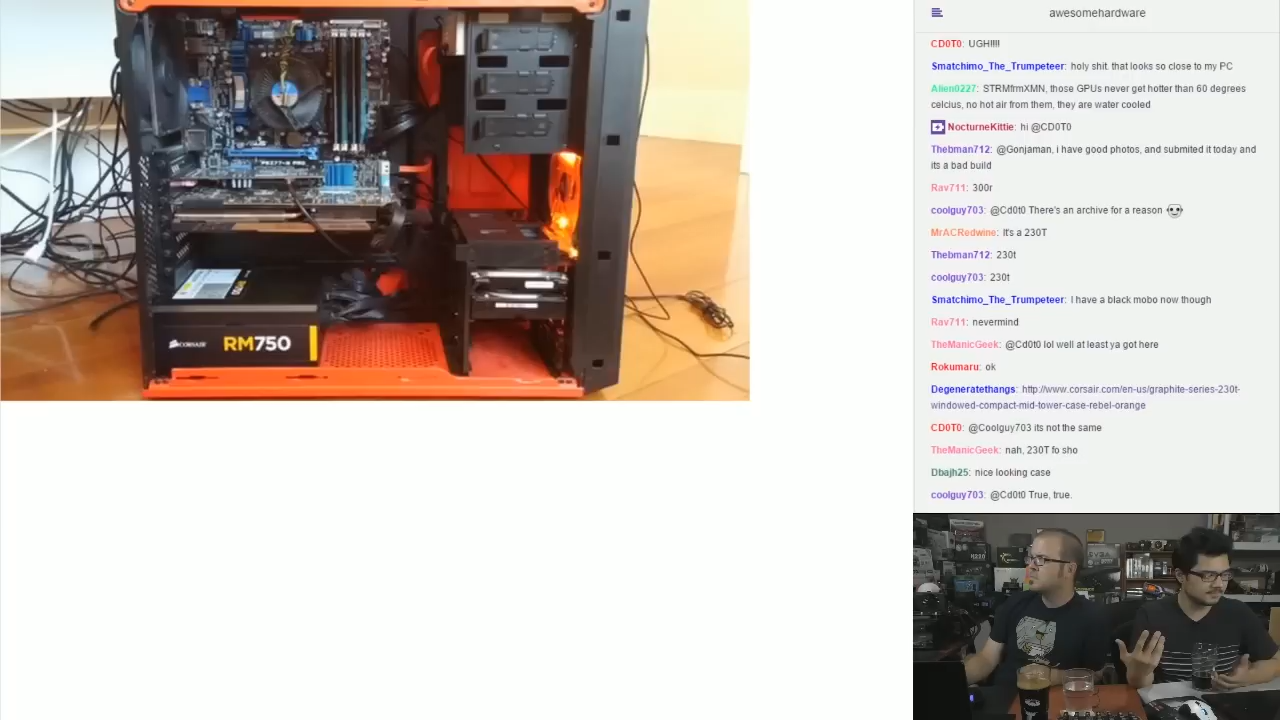 P8Z77-M PRO
CORSAIR
RM750
awesomehardware
CD0T0: UGH!!!!
Smatchimo_The_Trumpeteer: holy shit. that looks so close to my PC
Alien0227: STRMfrmXMN, those GPUs never get hotter than 60 degrees
celcius, no hot air from them, they are water cooled
NocturneKittie: hi @CD0T0
Thebman712: @Gonjaman, i have good photos, and submited it today and
its a bad build
Rav711: 300r
coolguy703: @Cd0t0 There's an archive for a reason
MrACRedwine: It's a 230T
Thebman712: 230t
coolguy703: 230t
Smatchimo_The_Trumpeteer: I have a black mobo now though
Rav711: nevermind
TheManicGeek: @Cd0t0 lol well at least ya got here
Rokumaru: ok
Degeneratethangs: http://www.corsair.com/en-us/graphite-series-230t-
windowed-compact-mid-tower-case-rebel-orange
CD0T0: @Coolguy703 its not the same
TheManicGeek: nah, 230T fo sho
Dbajh25: nice looking case
coolguy703: @Cd0t0 True, true.